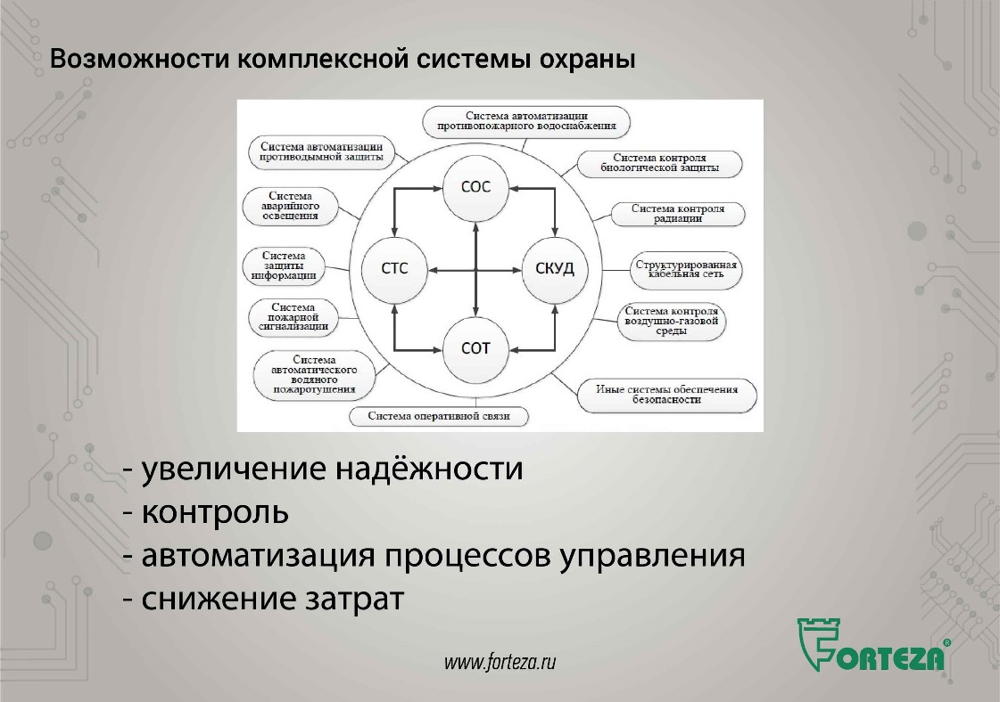 Возможности комплексной системы охраны
Система автоматизации
противопожарного водоснабжения
Система автоматизации
противодымной защиты
Система контроля
биологической защиты
Система
аварийного
освещения
СОС
Система контроля
радиации
Система
защиты
информации
СТС
СКУД
Структурированная
кабельная сеть
Система
пожарной
сигнализации
Система контроля
воздушно-газовой
среды
Система
автоматического
водяного
пожаротушения
СОТ
Иные системы обеспечения
безопасности
Система оперативной связи
- увеличение надёжности
- контроль
- автоматизация процессов управления
- снижение затрат
www.forteza.ru
FORTEZA®